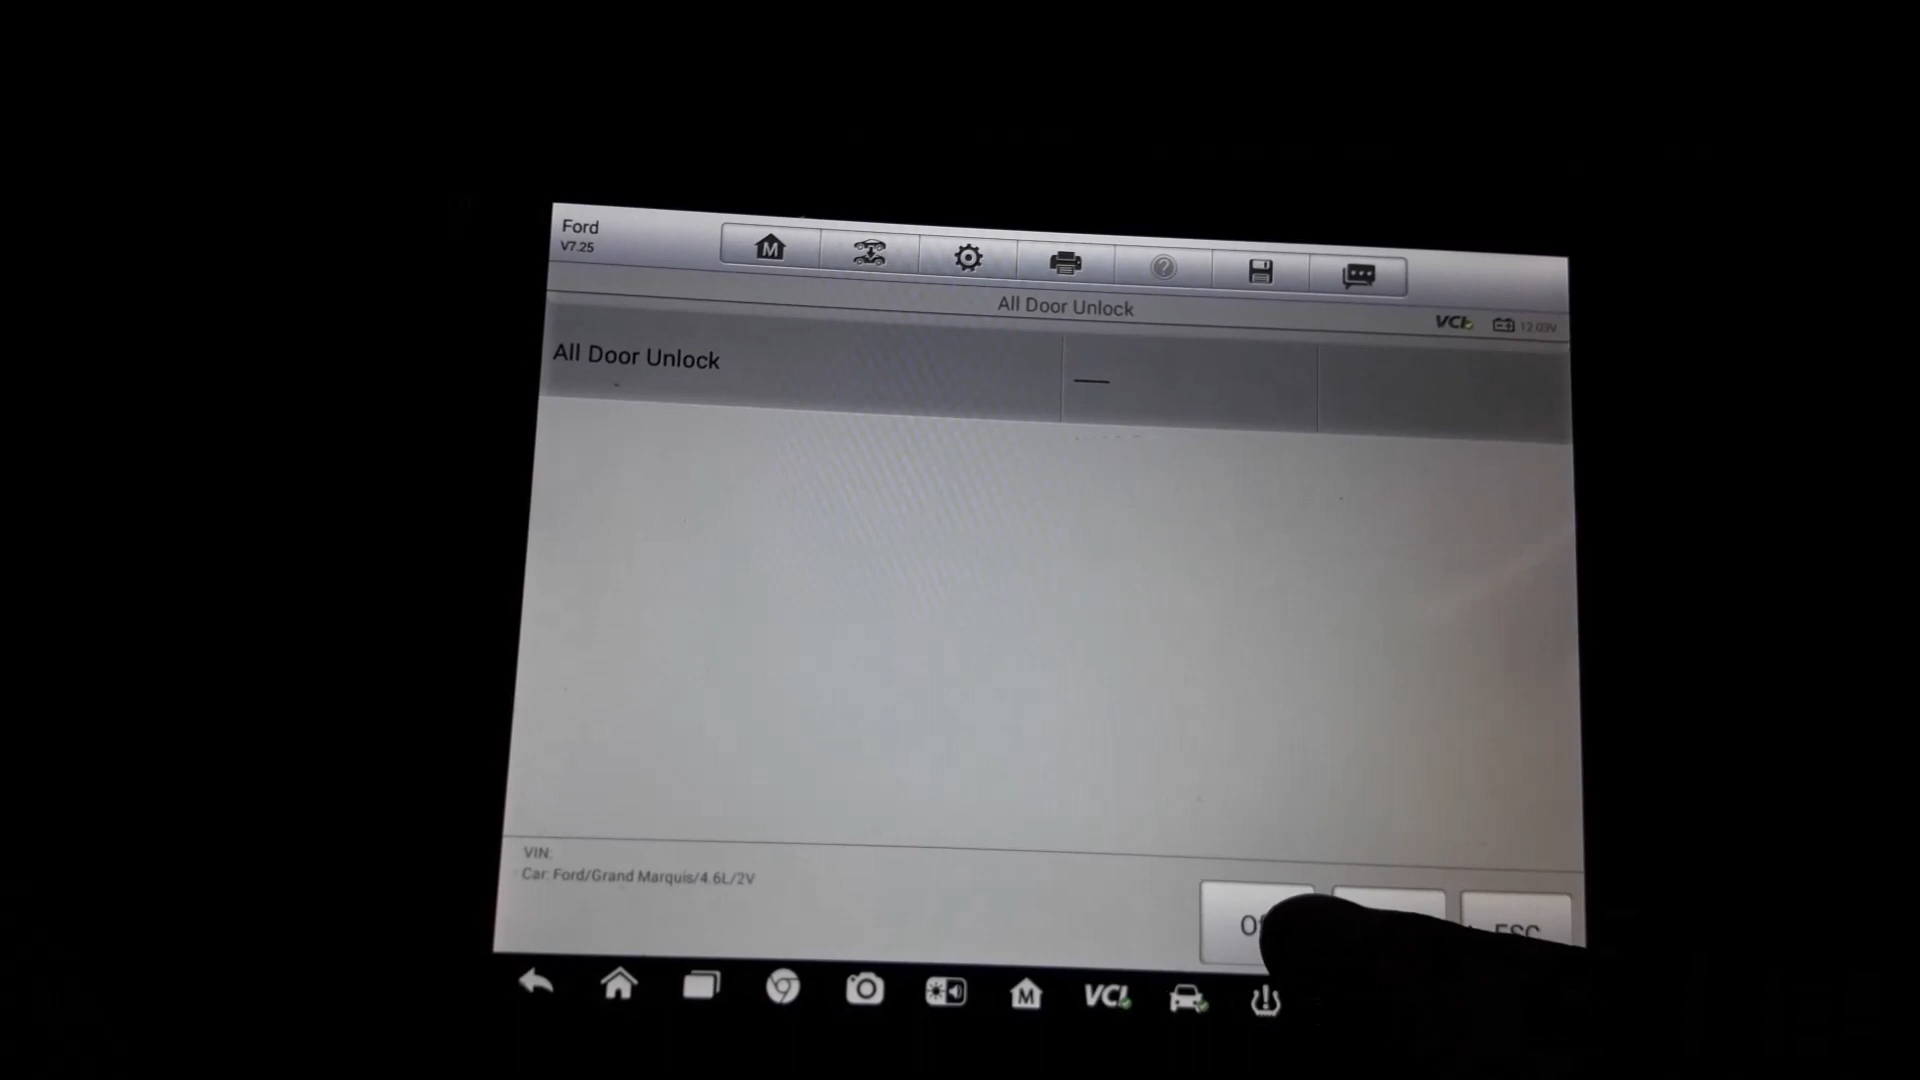 Ford
V7.25
M
All Door Unlock
VCI
12.03V
All Door Unlock
VIN:
Car: Ford/Grand Marquis/4.6L/2V
ESC
M
VCI